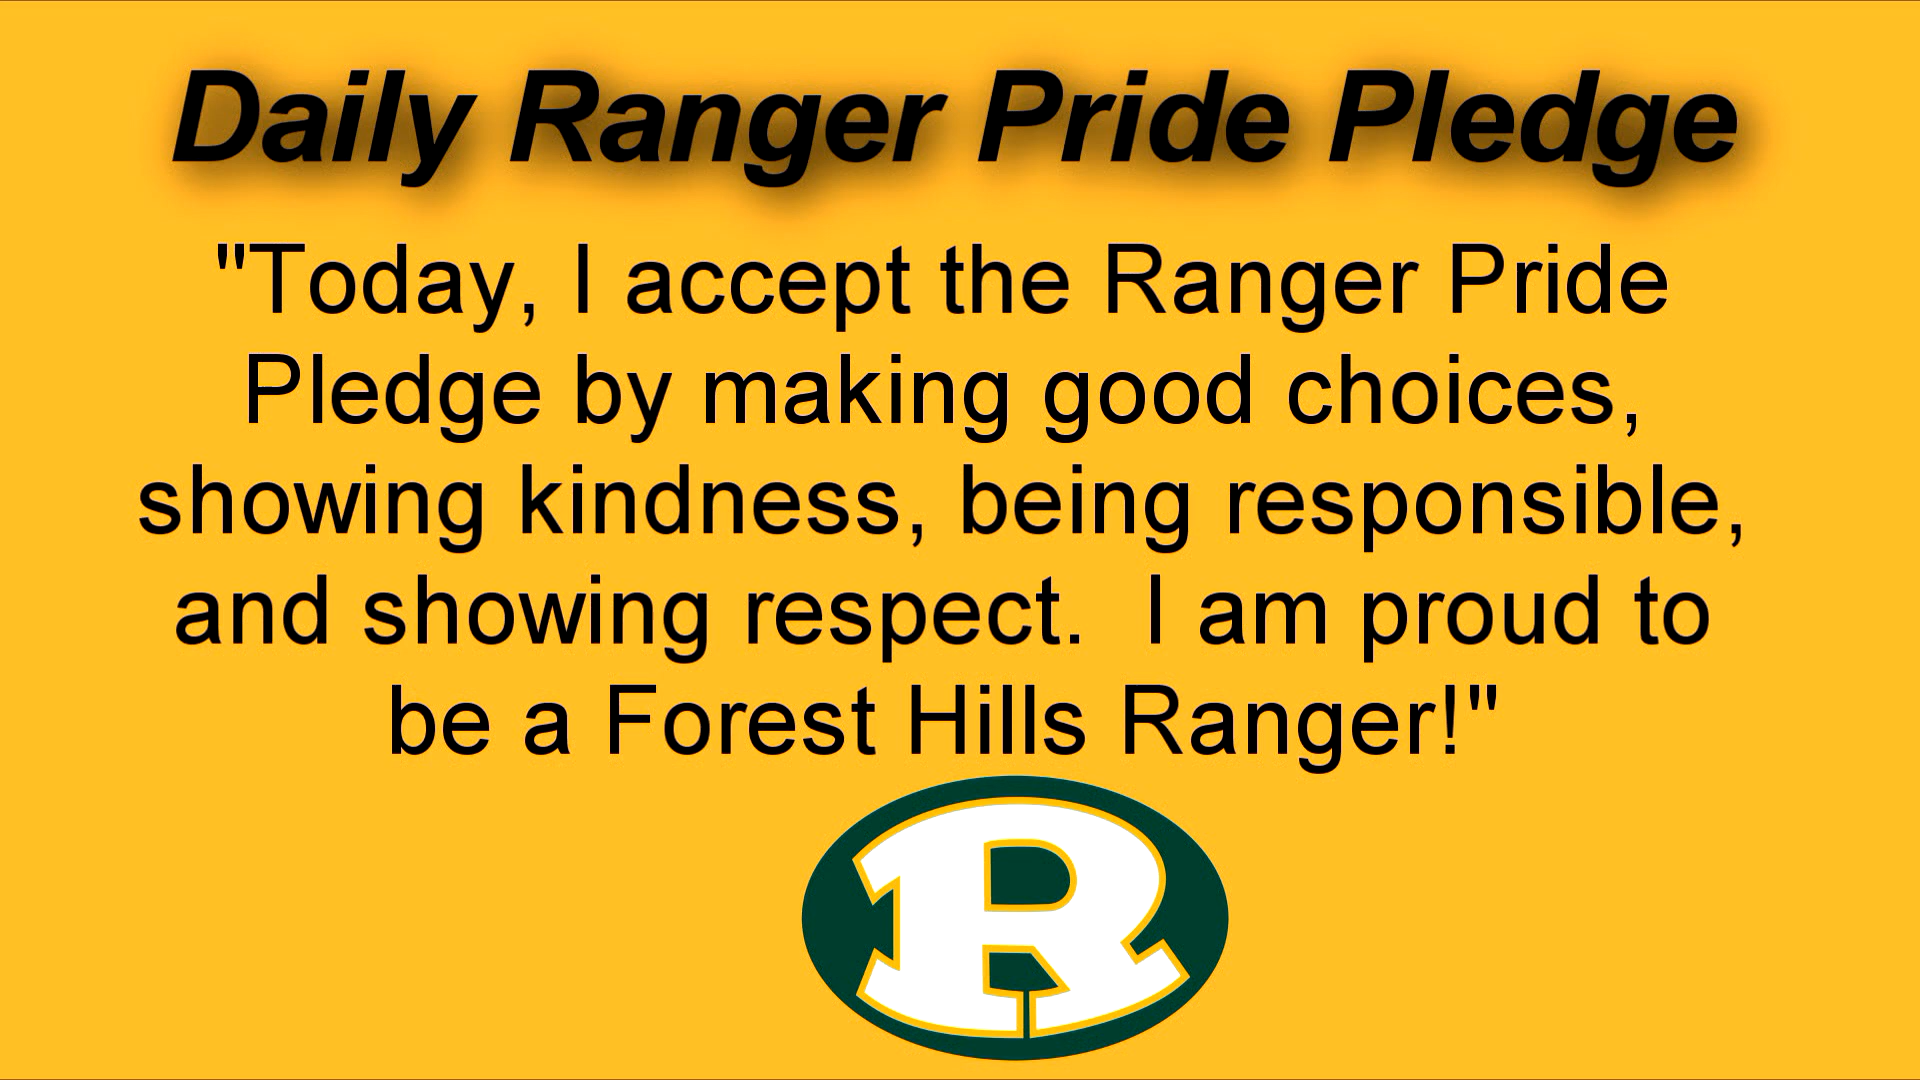 Daily Ranger Pride Pledge
"Today, I accept the Ranger Pride
Pledge by making good choices,
showing kindness, being responsible,
and showing respect.  I am proud to
be a Forest Hills Ranger!"
R